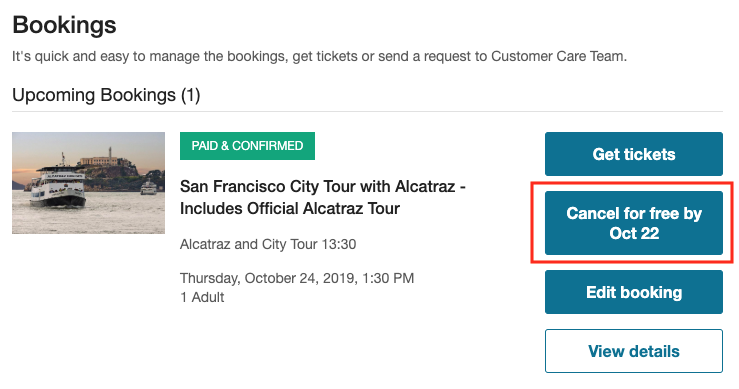 Bookings
It's quick and easy to manage the bookings, get tickets or send a request to Customer Care Team.
Upcoming Bookings (1)
PAID & CONFIRMED
San Francisco City Tour with Alcatraz -
Includes Official Alcatraz Tour
Alcatraz and City Tour 13:30
Thursday, October 24, 2019, 1:30 PM
1 Adult
Get tickets
Cancel for free by
Oct 22
Edit booking
View details